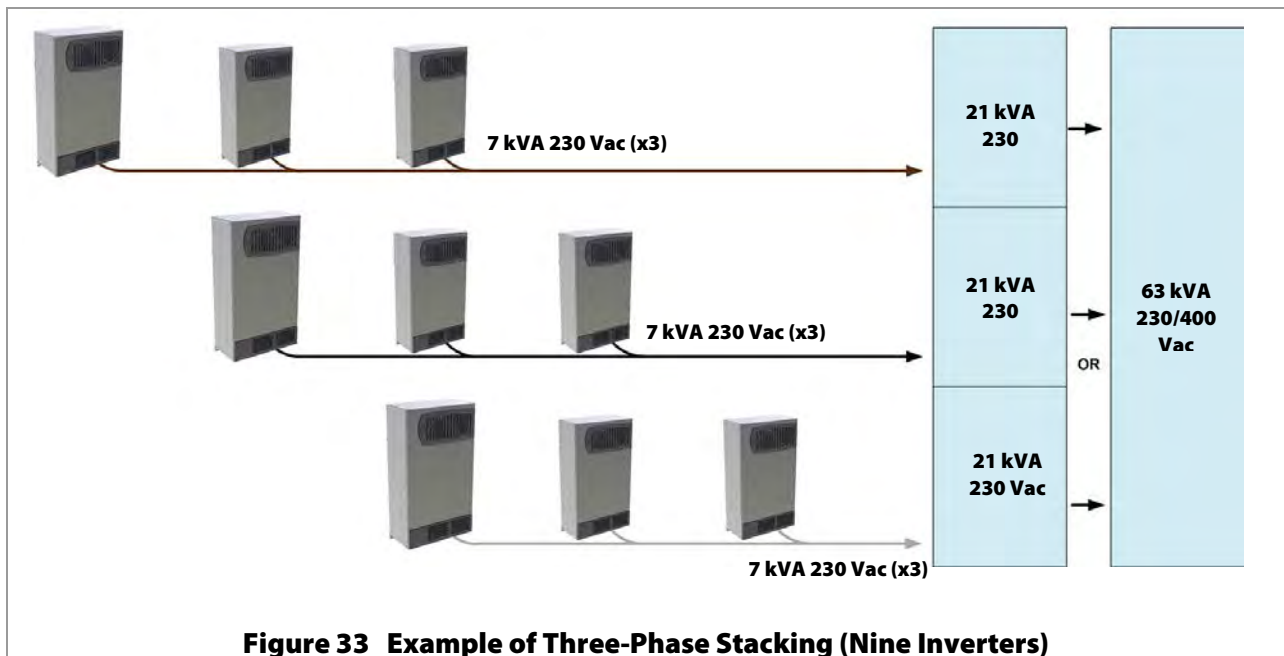 7 kVA 230 Vac (x3)
21 kVA
230
7 kVA 230 Vac (x3)
21 kVA
230
OR
63 kVA
230/400
Vac
21 kVA
230 Vac
7 kVA 230 Vac (x3)
Figure 33 Example of Three-Phase Stacking (Nine Inverters)